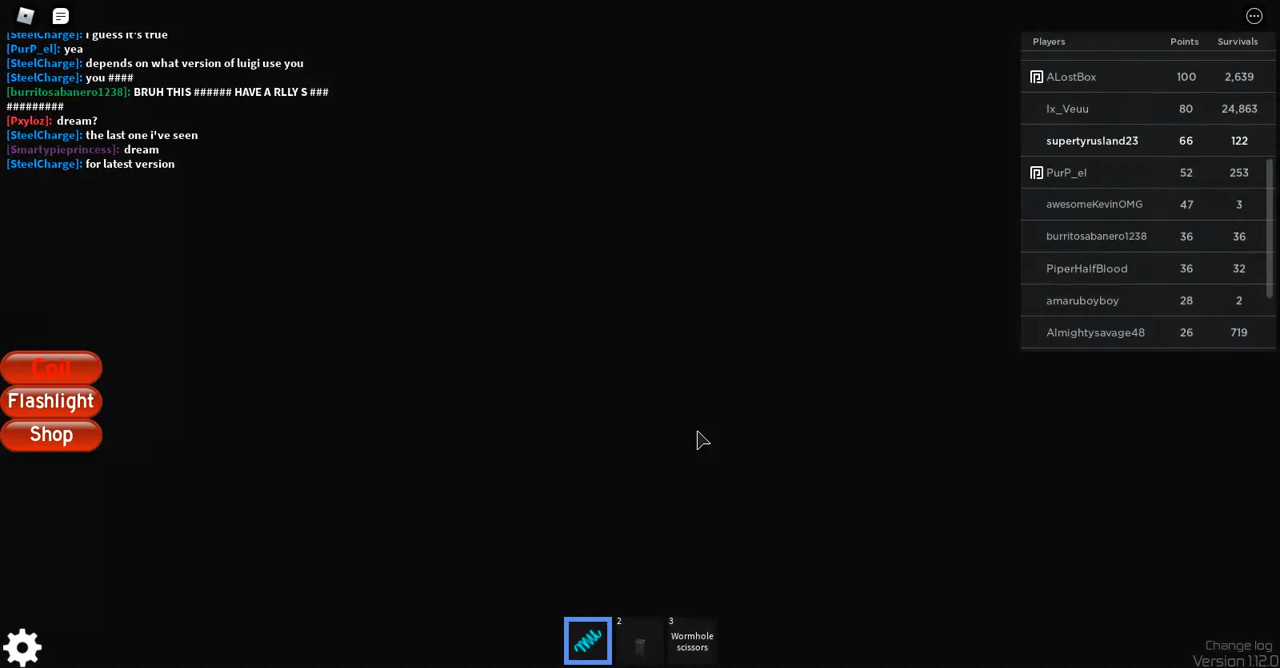 [SteelCharge]: I guess it's true
[PurP_el]: yea
[SteelCharge]: depends on what version of luigi use you
[SteelCharge]: you ####
[burritosabanero1238]: BRUH THIS ###### HAVE A RLLY S ###
#########
[Pxyloz]: dream?
[SteelCharge]: the last one i've seen
[Smartypieprincess]: dream
[SteelCharge]: for latest version
Players Points Survivals
ALostBox 100 2,639
Ix_Veuu 80 24,863
supertyrusland23 66 122
PurP_el 52 253
awesomeKevinOMG 47 3
burritosabanero1238 36 36
PiperHalfBlood 36 32
amaruboyboy 28 2
Almightysavage48 26 719
Coil
Flashlight
Shop
2 3
Wormhole
scissors
Change log
Version 1.12.0